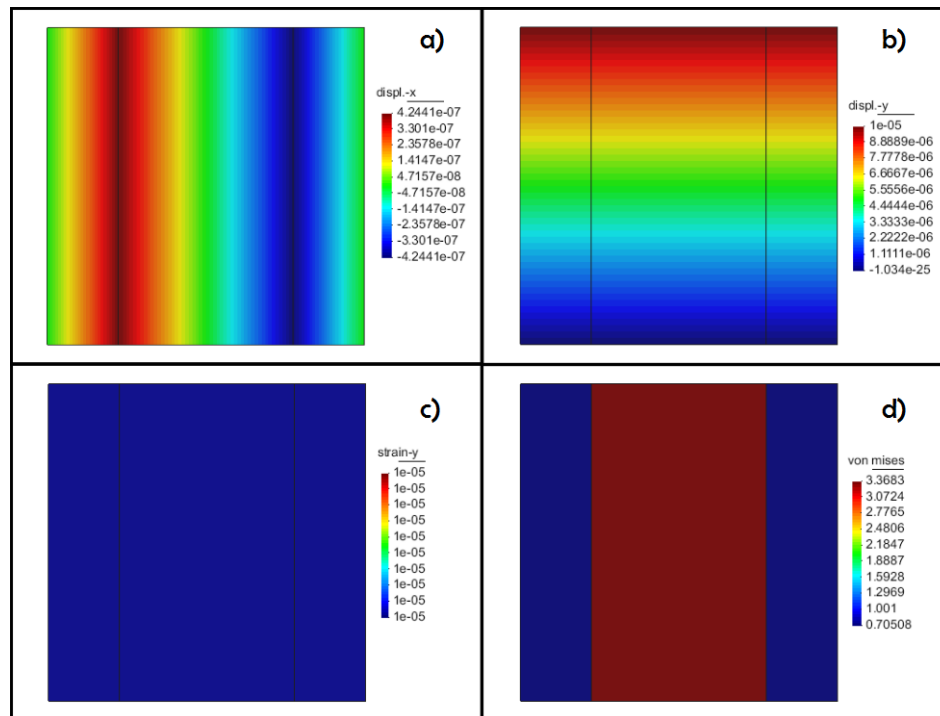 a)
displ.-x
4.2441e-07
3.301e-07
2.3578e-07
1.4147e-07
4.7157e-08
-4.7157e-08
-1.4147e-07
-2.3578e-07
-3.301e-07
-4.2441e-07
b)
displ.-y
1e-05
8.8889e-06
7.7778e-06
6.6667e-06
5.5556e-06
4.4444e-06
3.3333e-06
2.2222e-06
1.1111e-06
-1.034e-25
c)
strain-y
1e-05
1e-05
1e-05
1e-05
1e-05
1e-05
1e-05
1e-05
1e-05
1e-05
d)
von mises
3.3683
3.0724
2.7765
2.4806
2.1847
1.8887
1.5928
1.2969
1.001
0.70508